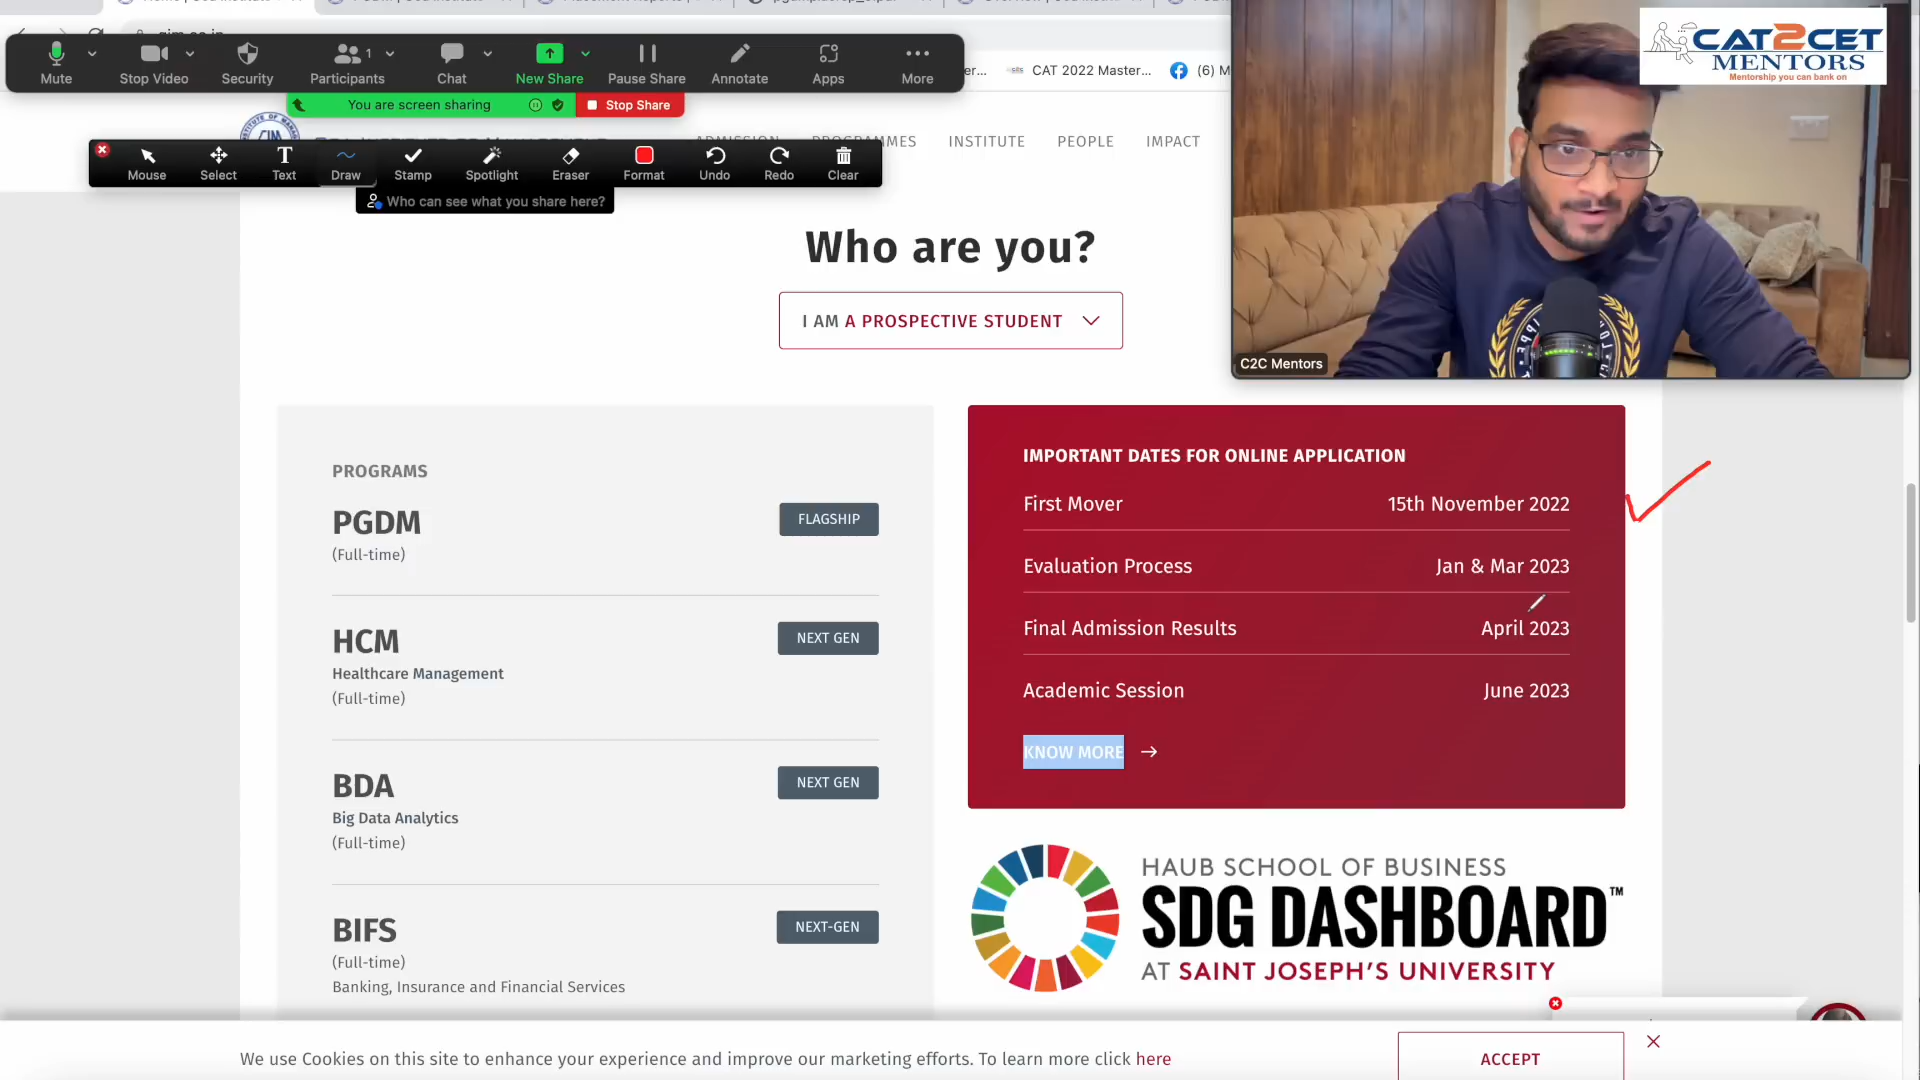 CAT2CET
MENTORS
Mentorship you can bank on
Mute
Stop Video
Security
1
Participants
Chat
New Share
Pause Share
Annotate
Apps
More
er...
CAT 2022 Master...
(6) M
You are screen sharing
Stop Share
ADMISSION
PROGRAMMES
INSTITUTE
PEOPLE
IMPACT
Mouse
Select
Text
Draw
Stamp
Spotlight
Eraser
Format
Undo
Redo
Clear
Who can see what you share here?
Who are you?
I AM A PROSPECTIVE STUDENT
C2C Mentors
PROGRAMS
PGDM
FLAGSHIP
(Full-time)
HCM
NEXT GEN
Healthcare Management
(Full-time)
BDA
NEXT GEN
Big Data Analytics
(Full-time)
BIFS
NEXT-GEN
(Full-time)
Banking, Insurance and Financial Services
IMPORTANT DATES FOR ONLINE APPLICATION
First Mover 15th November 2022
Evaluation Process Jan & Mar 2023
Final Admission Results April 2023
Academic Session June 2023
KNOW MORE
HAUB SCHOOL OF BUSINESS
SDG DASHBOARD™
AT SAINT JOSEPH'S UNIVERSITY
We use Cookies on this site to enhance your experience and improve our marketing efforts. To learn more click here
ACCEPT